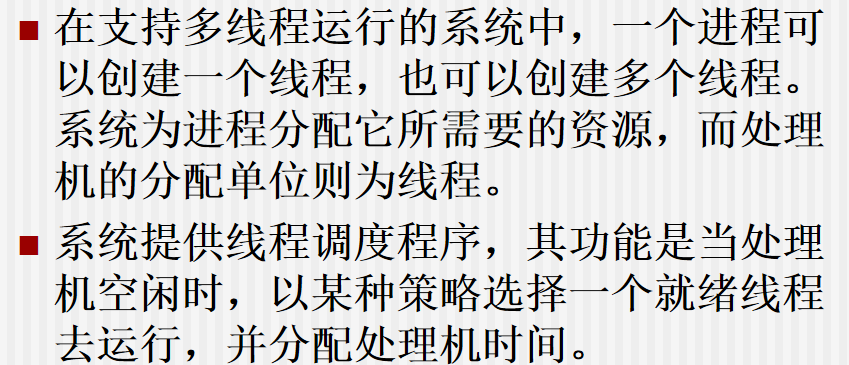 ■ 在支持多线程运行的系统中，一个进程可
以创建一个线程，也可以创建多个线程。
系统为进程分配它所需要的资源，而处理
机的分配单位则为线程。
■ 系统提供线程调度程序，其功能是当处理
机空闲时，以某种策略选择一个就绪线程
去运行，并分配处理机时间。